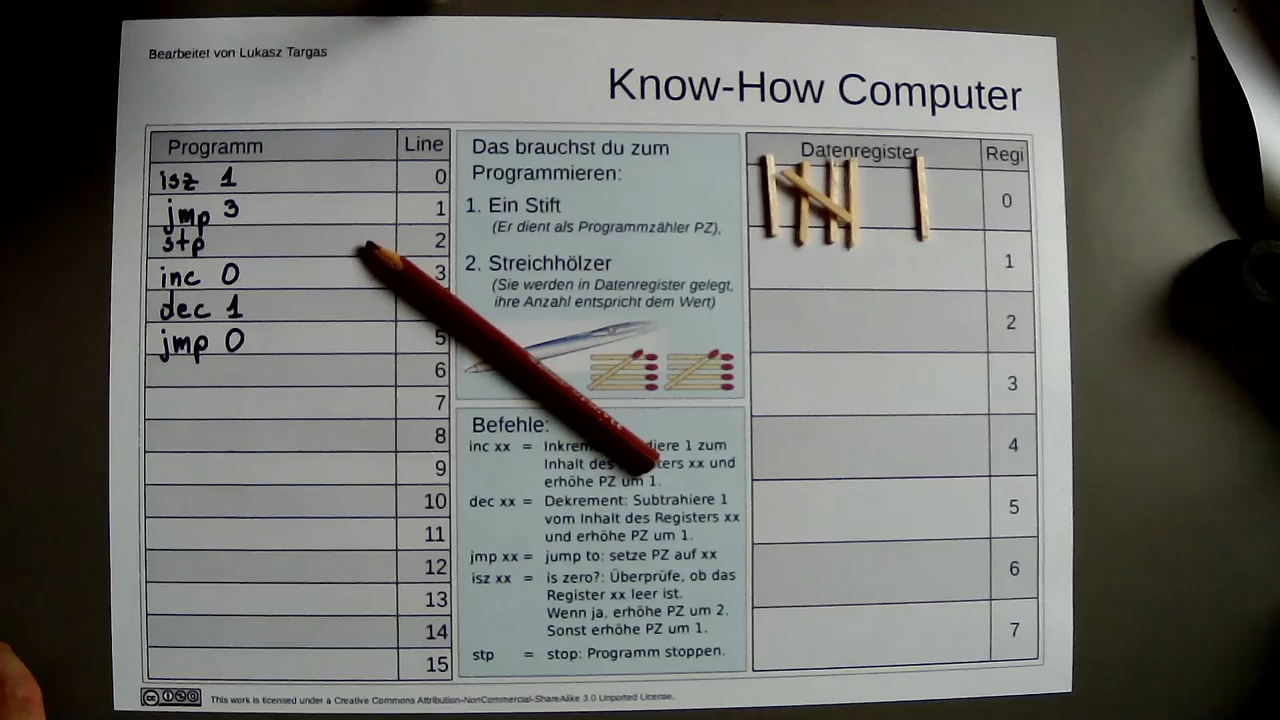 Bearbeitet von Lukasz Targas
Know-How Computer
Programm Line
isz 1 0
jmp 3 1
stp 2
inc 0 3
dec 1
jmp 0 5
6
7
8
9
10
11
12
13
14
15
Das brauchst du zum
Programmieren:
1. Ein Stift
(Er dient als Programmzähler PZ),
2. Streichhölzer
(Sie werden in Datenregister gelegt,
ihre Anzahl entspricht dem Wert)
Befehle:
inc xx = 1 zum
Inhalt des xx und
erhöhe PZ um 1.
dec xx = Dekrement: Subtrahiere 1
vom Inhalt des Registers xx
und erhöhe PZ um 1.
jmp xx = jump to: setze PZ auf xx
isz xx = is zero?: Überprüfe, ob das
Register xx leer ist.
Wenn ja, erhöhe PZ um 2.
Sonst erhöhe PZ um 1.
stp = stop: Programm stoppen.
Datenregister Regi
0
1
2
3
4
5
6
7
This work is licensed under a Creative Commons Attribution-NonCommercial-ShareAlike 3.0 Unported License.